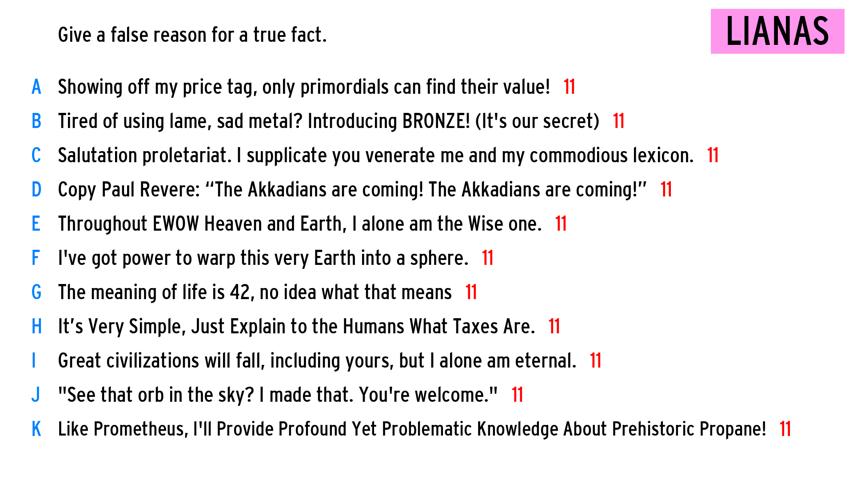 Give a false reason for a true fact.
LIANAS
A Showing off my price tag, only primordials can find their value! 11
B Tired of using lame, sad metal? Introducing BRONZE! (It's our secret) 11
C Salutation proletariat. I supplicate you venerate me and my commodious lexicon. 11
D Copy Paul Revere: “The Akkadians are coming! The Akkadians are coming!” 11
E Throughout EWOW Heaven and Earth, I alone am the Wise one. 11
F I've got power to warp this very Earth into a sphere. 11
G The meaning of life is 42, no idea what that means 11
H It’s Very Simple, Just Explain to the Humans What Taxes Are. 11
I Great civilizations will fall, including yours, but I alone am eternal. 11
J "See that orb in the sky? I made that. You're welcome." 11
K Like Prometheus, I'll Provide Profound Yet Problematic Knowledge About Prehistoric Propane! 11